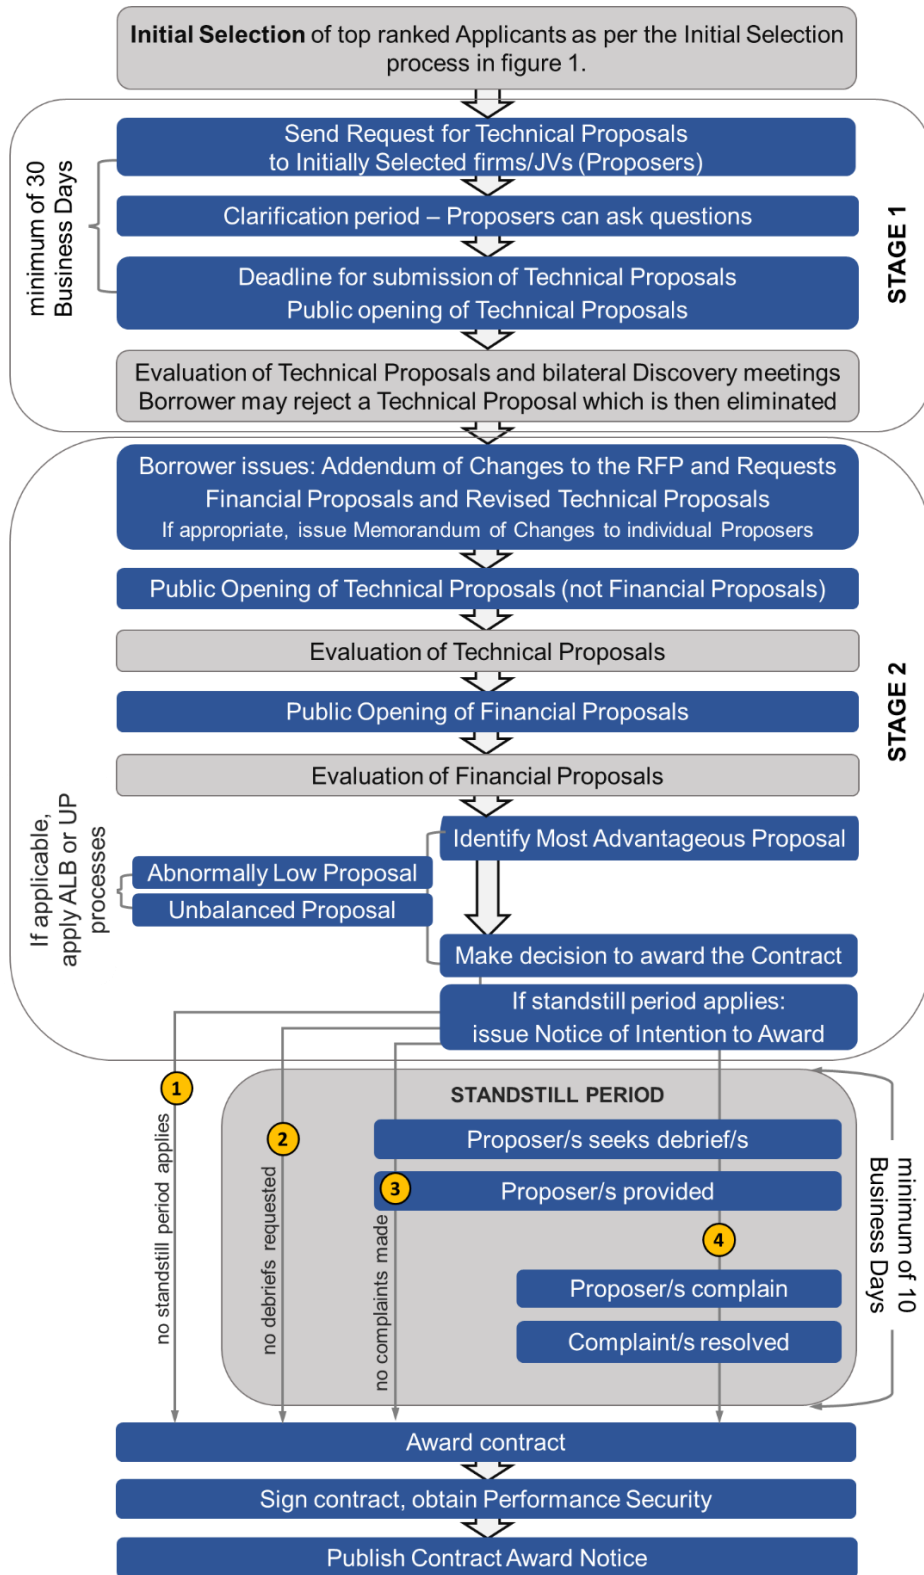 Initial Selection of top ranked Applicants as per the Initial Selection
process in figure 1.
minimum of 30
Business Days
STAGE 1
Send Request for Technical Proposals
to Initially Selected firms/JVs (Proposers)
Clarification period – Proposers can ask questions
Deadline for submission of Technical Proposals
Public opening of Technical Proposals
Evaluation of Technical Proposals and bilateral Discovery meetings
Borrower may reject a Technical Proposal which is then eliminated
STAGE 2
Borrower issues: Addendum of Changes to the RFP and Requests
Financial Proposals and Revised Technical Proposals
If appropriate, issue Memorandum of Changes to individual Proposers
Public Opening of Technical Proposals (not Financial Proposals)
Evaluation of Technical Proposals
Public Opening of Financial Proposals
Evaluation of Financial Proposals
Identify Most Advantageous Proposal
If applicable,
apply ALB or UP
processes
Abnormally Low Proposal
Unbalanced Proposal
Make decision to award the Contract
If standstill period applies:
issue Notice of Intention to Award
1
no standstill period applies
2
no debriefs requested
3
no complaints made
4
STANDSTILL PERIOD
Proposer/s seeks debrief/s
Proposer/s provided
Proposer/s complain
Complaint/s resolved
minimum of 10
Business Days
Award contract
Sign contract, obtain Performance Security
Publish Contract Award Notice